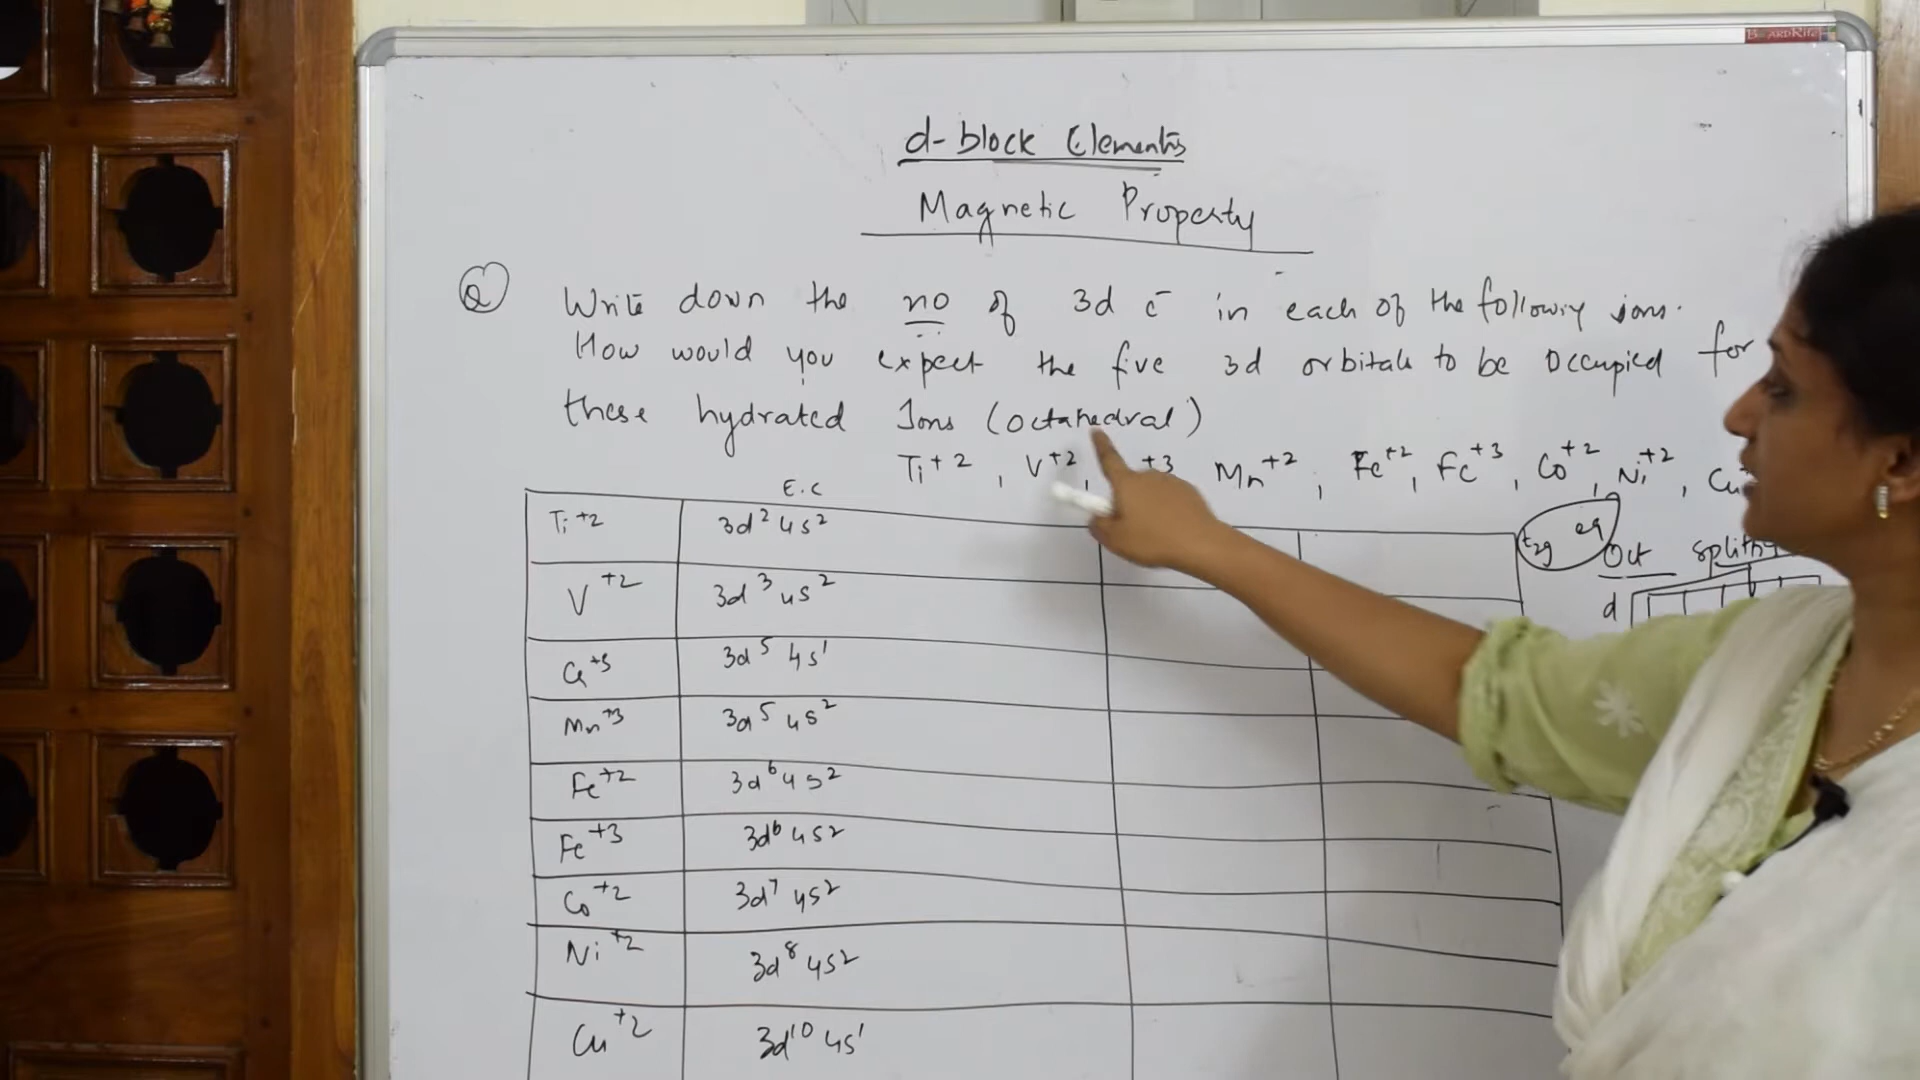 BOARDRITE
d-block Elements
Magnetic Property
Q Write down the no of 3d e- in each of the following ions.
How would you expect the five 3d orbitals to be occupied for
these hydrated Ions (octahedral)
Ti+2, V+2, +3 Mn+2, Fe+2, Fe+3, Co+2, Ni+2, Cu
E.C
Ti+2 3d² 4s²
V+2 3d³ 4s²
Cr+3 3d⁵ 4s¹
Mn+3 3d⁵ 4s²
Fe+2 3d⁶ 4s²
Fe+3 3d⁶ 4s²
Co+2 3d⁷ 4s²
Ni+2 3d⁸ 4s²
Cu+2 3d¹⁰ 4s¹
t2g eg
Oct splitting
d